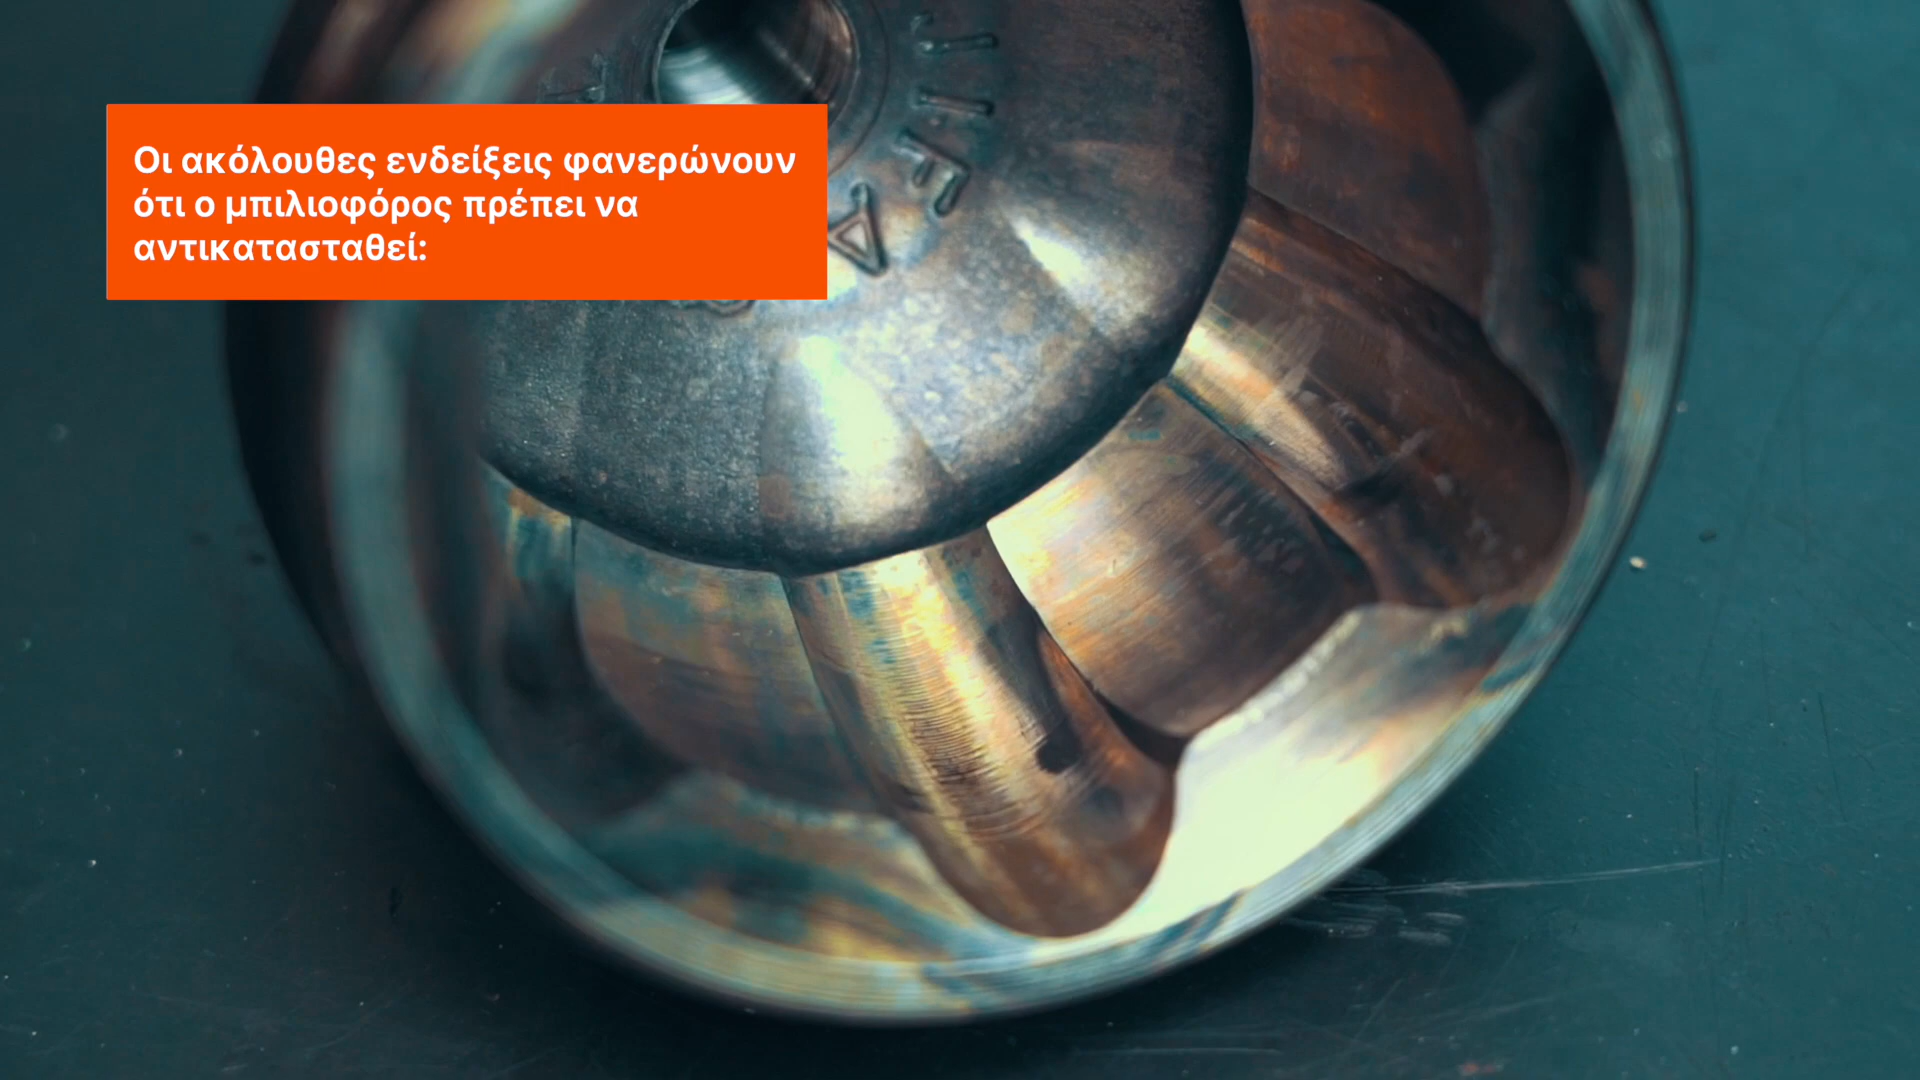 Οι ακόλουθες ενδείξεις φανερώνουν
ότι ο μπιλιοφόρος πρέπει να
αντικατασταθεί: